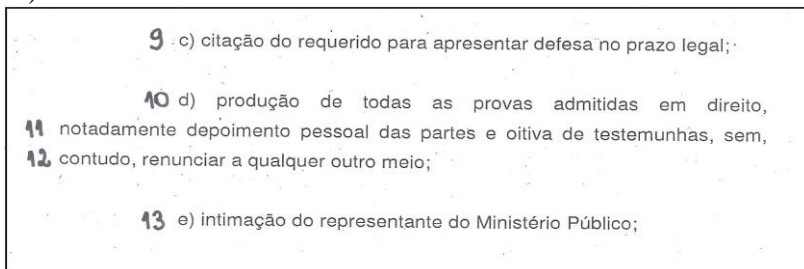 9 c) citação do requerido para apresentar defesa no prazo legal;
10 d) produção de todas as provas admitidas em direito,
11 notadamente depoimento pessoal das partes e oitiva de testemunhas, sem,
12 contudo, renunciar a qualquer outro meio;
13 e) intimação do representante do Ministério Público;